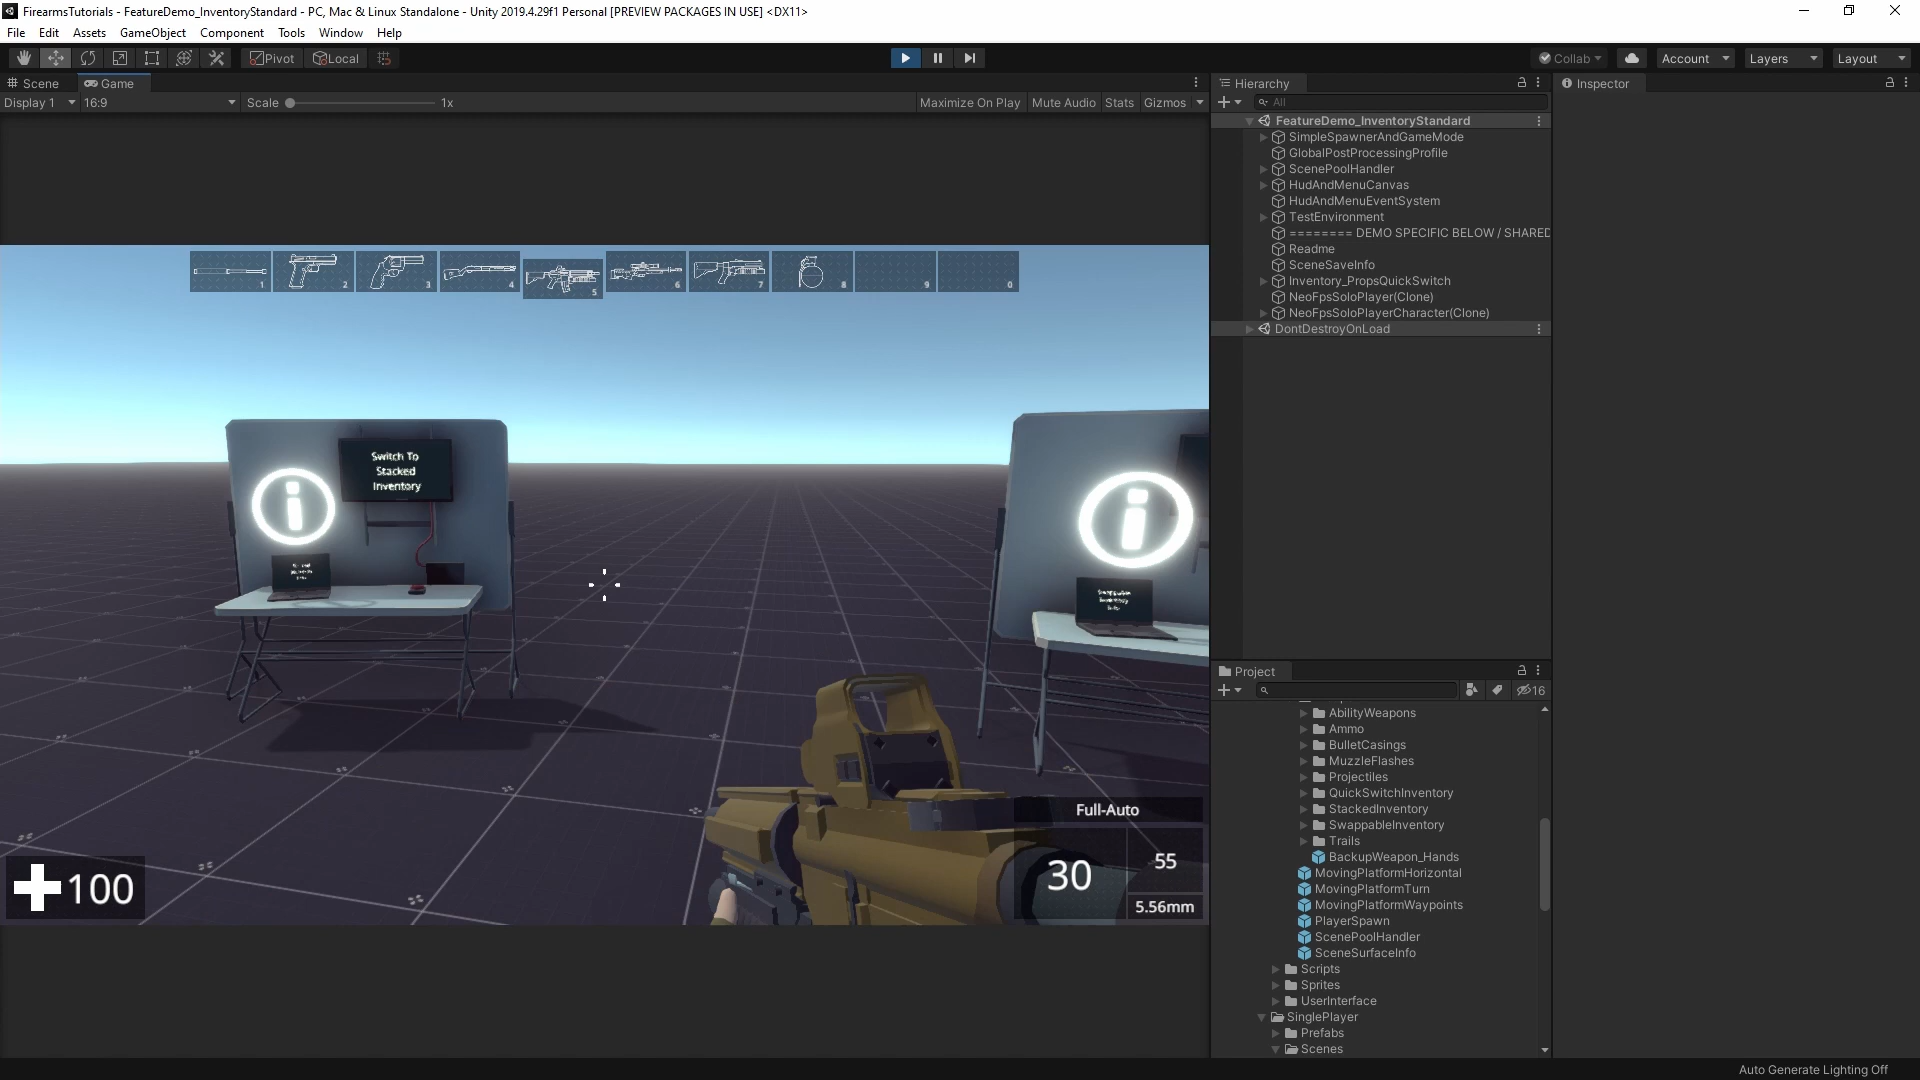 FirearmsTutorials - FeatureDemo_InventoryStandard - PC, Mac & Linux Standalone - Unity 2019.4.29f1 Personal [PREVIEW PACKAGES IN USE] <DX11>
File Edit Assets GameObject Component Tools Window Help
Pivot Local Collab Account Layers Layout
Scene Game
Display 1 16:9 Scale 1x Maximize On Play Mute Audio Stats Gizmos
1 2 3 4 5 6 7 8 9 0
Switch To
Stacked
Inventory
Full-Auto
30
55
5.56mm
100
Hierarchy
All
FeatureDemo_InventoryStandard
SimpleSpawnerAndGameMode
GlobalPostProcessingProfile
ScenePoolHandler
HudAndMenuCanvas
HudAndMenuEventSystem
TestEnvironment
======== DEMO SPECIFIC BELOW / SHARED
Readme
SceneSaveInfo
Inventory_PropsQuickSwitch
NeoFpsSoloPlayer(Clone)
NeoFpsSoloPlayerCharacter(Clone)
DontDestroyOnLoad
Inspector
Project
16
AbilityWeapons
Ammo
BulletCasings
MuzzleFlashes
Projectiles
QuickSwitchInventory
StackedInventory
SwappableInventory
Trails
BackupWeapon_Hands
MovingPlatformHorizontal
MovingPlatformTurn
MovingPlatformWaypoints
PlayerSpawn
ScenePoolHandler
SceneSurfaceInfo
Scripts
Sprites
UserInterface
SinglePlayer
Prefabs
Scenes
Auto Generate Lighting Off